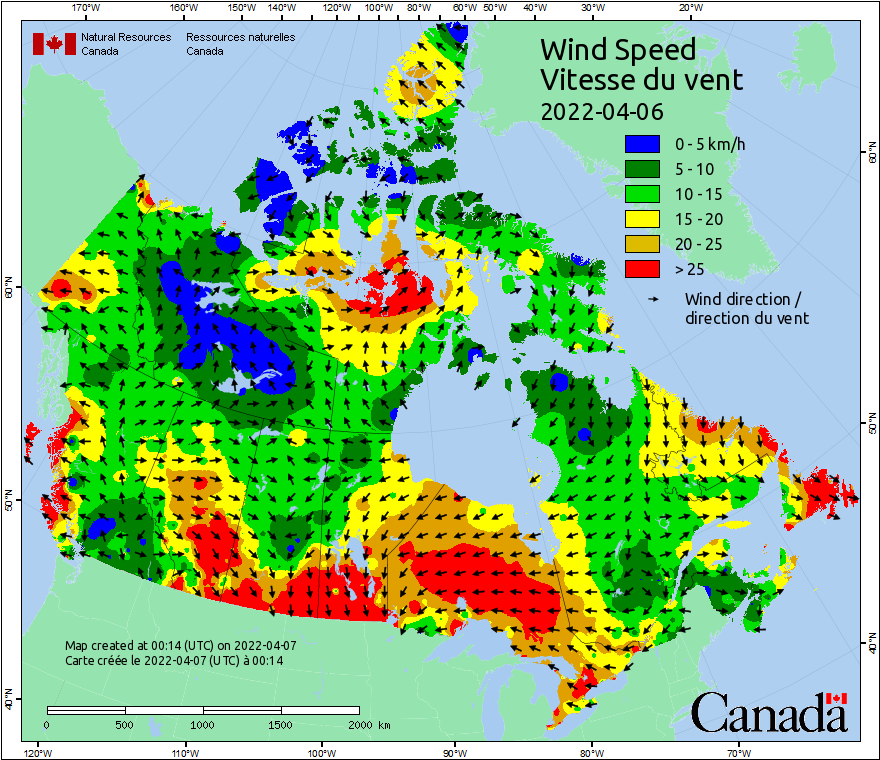 170°W 160°W 150°W 140°W 130°W 120°W 110°W 100°W 90°W 80°W 70°W 60°W 50°W 40°W 30°W 20°W
Natural Resources Ressources naturelles
Canada Canada
Wind Speed
Vitesse du vent
2022-04-06
0 - 5 km/h
5 - 10
10 - 15
15 - 20
20 - 25
> 25
Wind direction /
direction du vent
60°N
60°N
50°N
50°N
40°N
40°N
Map created at 00:14 (UTC) on 2022-04-07
Carte créée le 2022-04-07 (UTC) à 00:14
0 500 1000 1500 2000 km
Canada
120°W 110°W 100°W 90°W 80°W 70°W